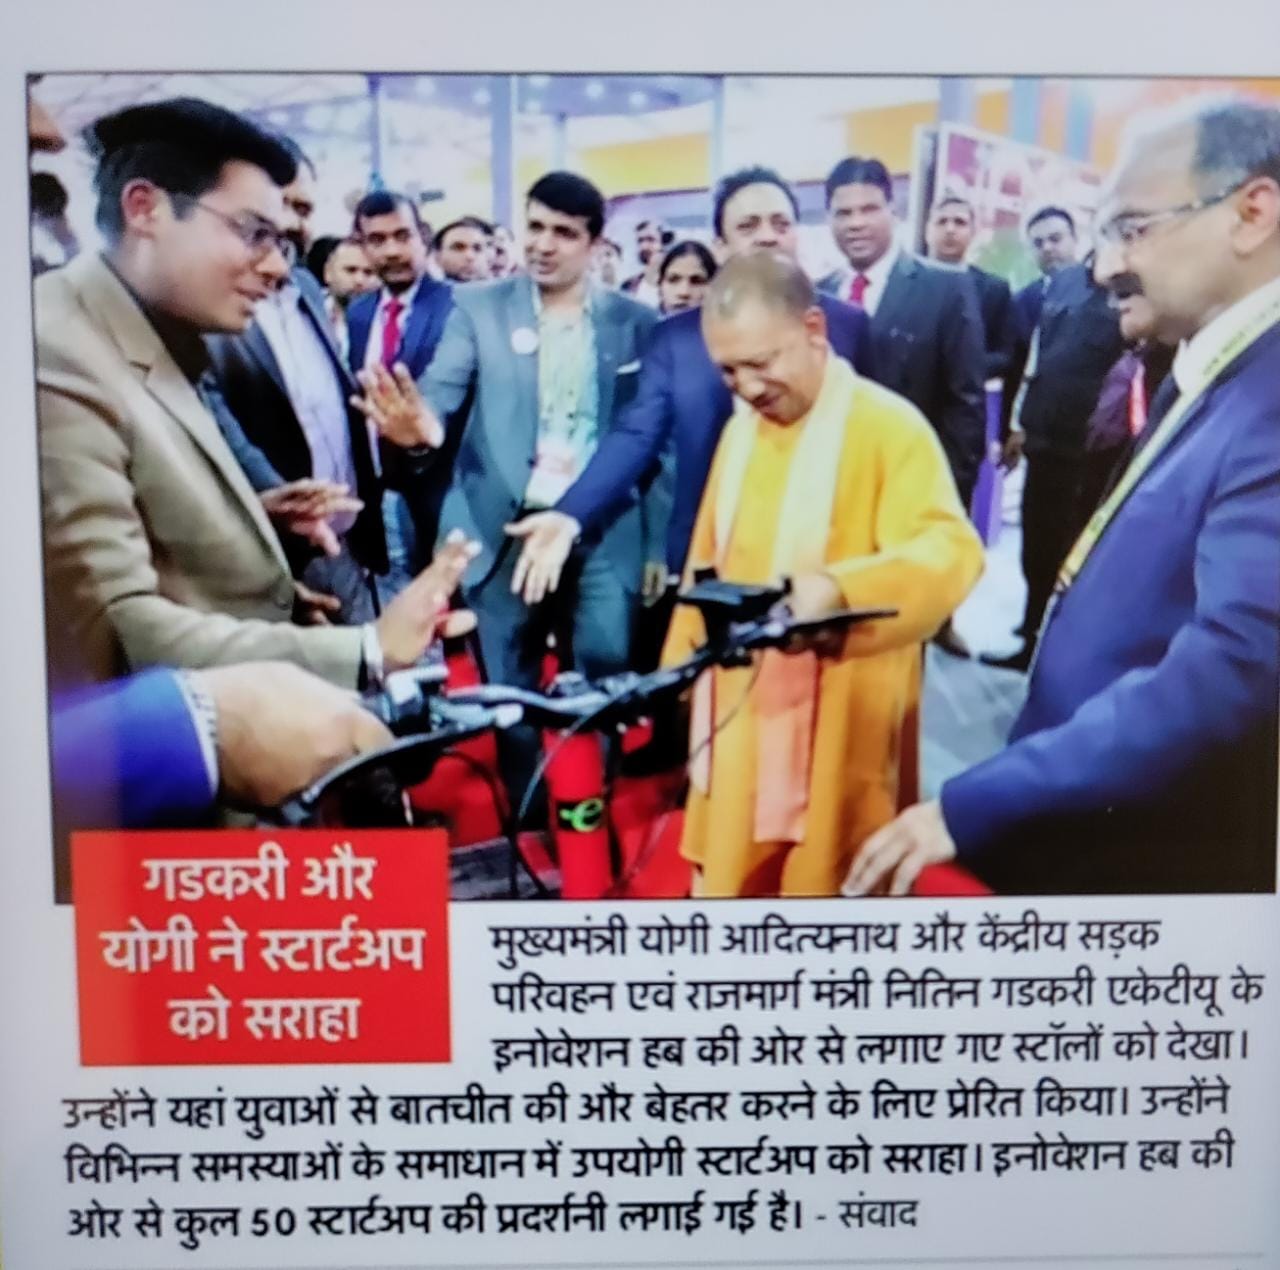 गडकरी और
योगी ने स्टार्टअप
को सराहा
मुख्यमंत्री योगी आदित्यनाथ और केंद्रीय सड़क
परिवहन एवं राजमार्ग मंत्री नितिन गडकरी एकेटीयू के
इनोवेशन हब की ओर से लगाए गए स्टॉलों को देखा।
उन्होंने यहां युवाओं से बातचीत की और बेहतर करने के लिए प्रेरित किया। उन्होंने
विभिन्न समस्याओं के समाधान में उपयोगी स्टार्टअप को सराहा। इनोवेशन हब की
ओर से कुल 50 स्टार्टअप की प्रदर्शनी लगाई गई है। - संवाद